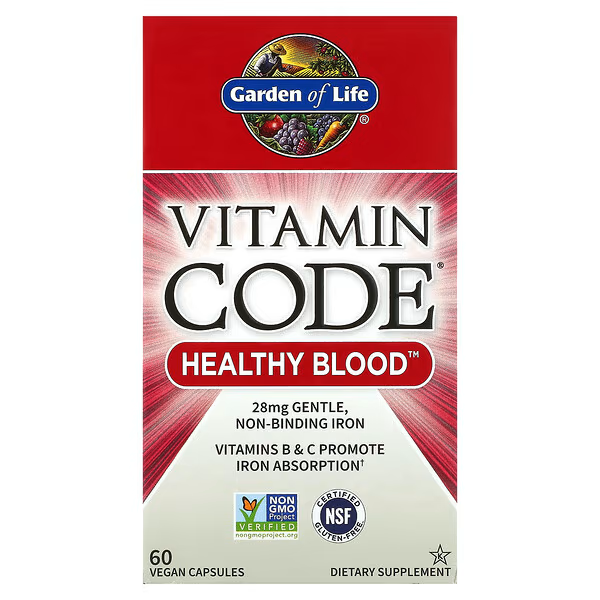 Garden of Life®
VITAMIN
CODE®
HEALTHY BLOOD™
28mg GENTLE,
NON-BINDING IRON
VITAMINS B & C PROMOTE
IRON ABSORPTION†
NON
GMO
Project
VERIFIED
nongmoproject.org
CERTIFIED
NSF
GLUTEN-FREE
60
VEGAN CAPSULES
K
DIETARY SUPPLEMENT